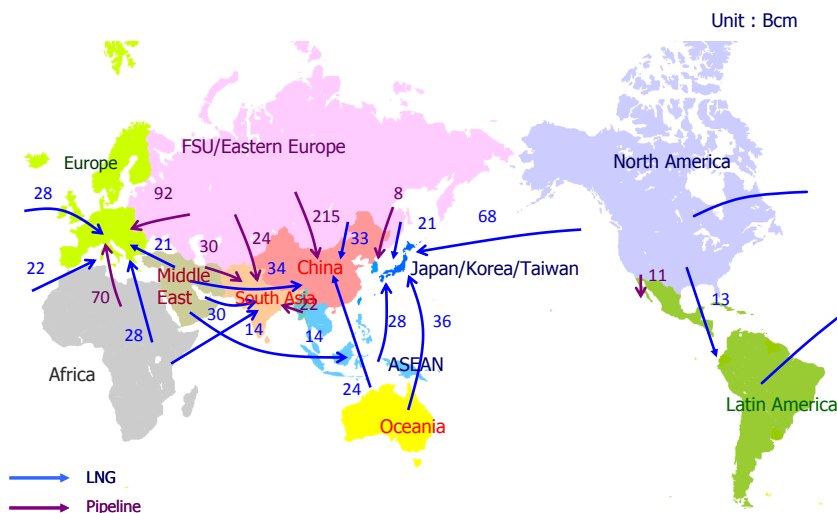 Unit : Bcm
FSU/Eastern Europe
Europe
North America
28
92
215
8
21
68
21
30
24
33
34
China
Japan/Korea/Taiwan
22
Middle
East
South Asia
11
70
30
22
13
28
14
14
28
36
Africa
ASEAN
24
Latin America
Oceania
LNG
Pipeline